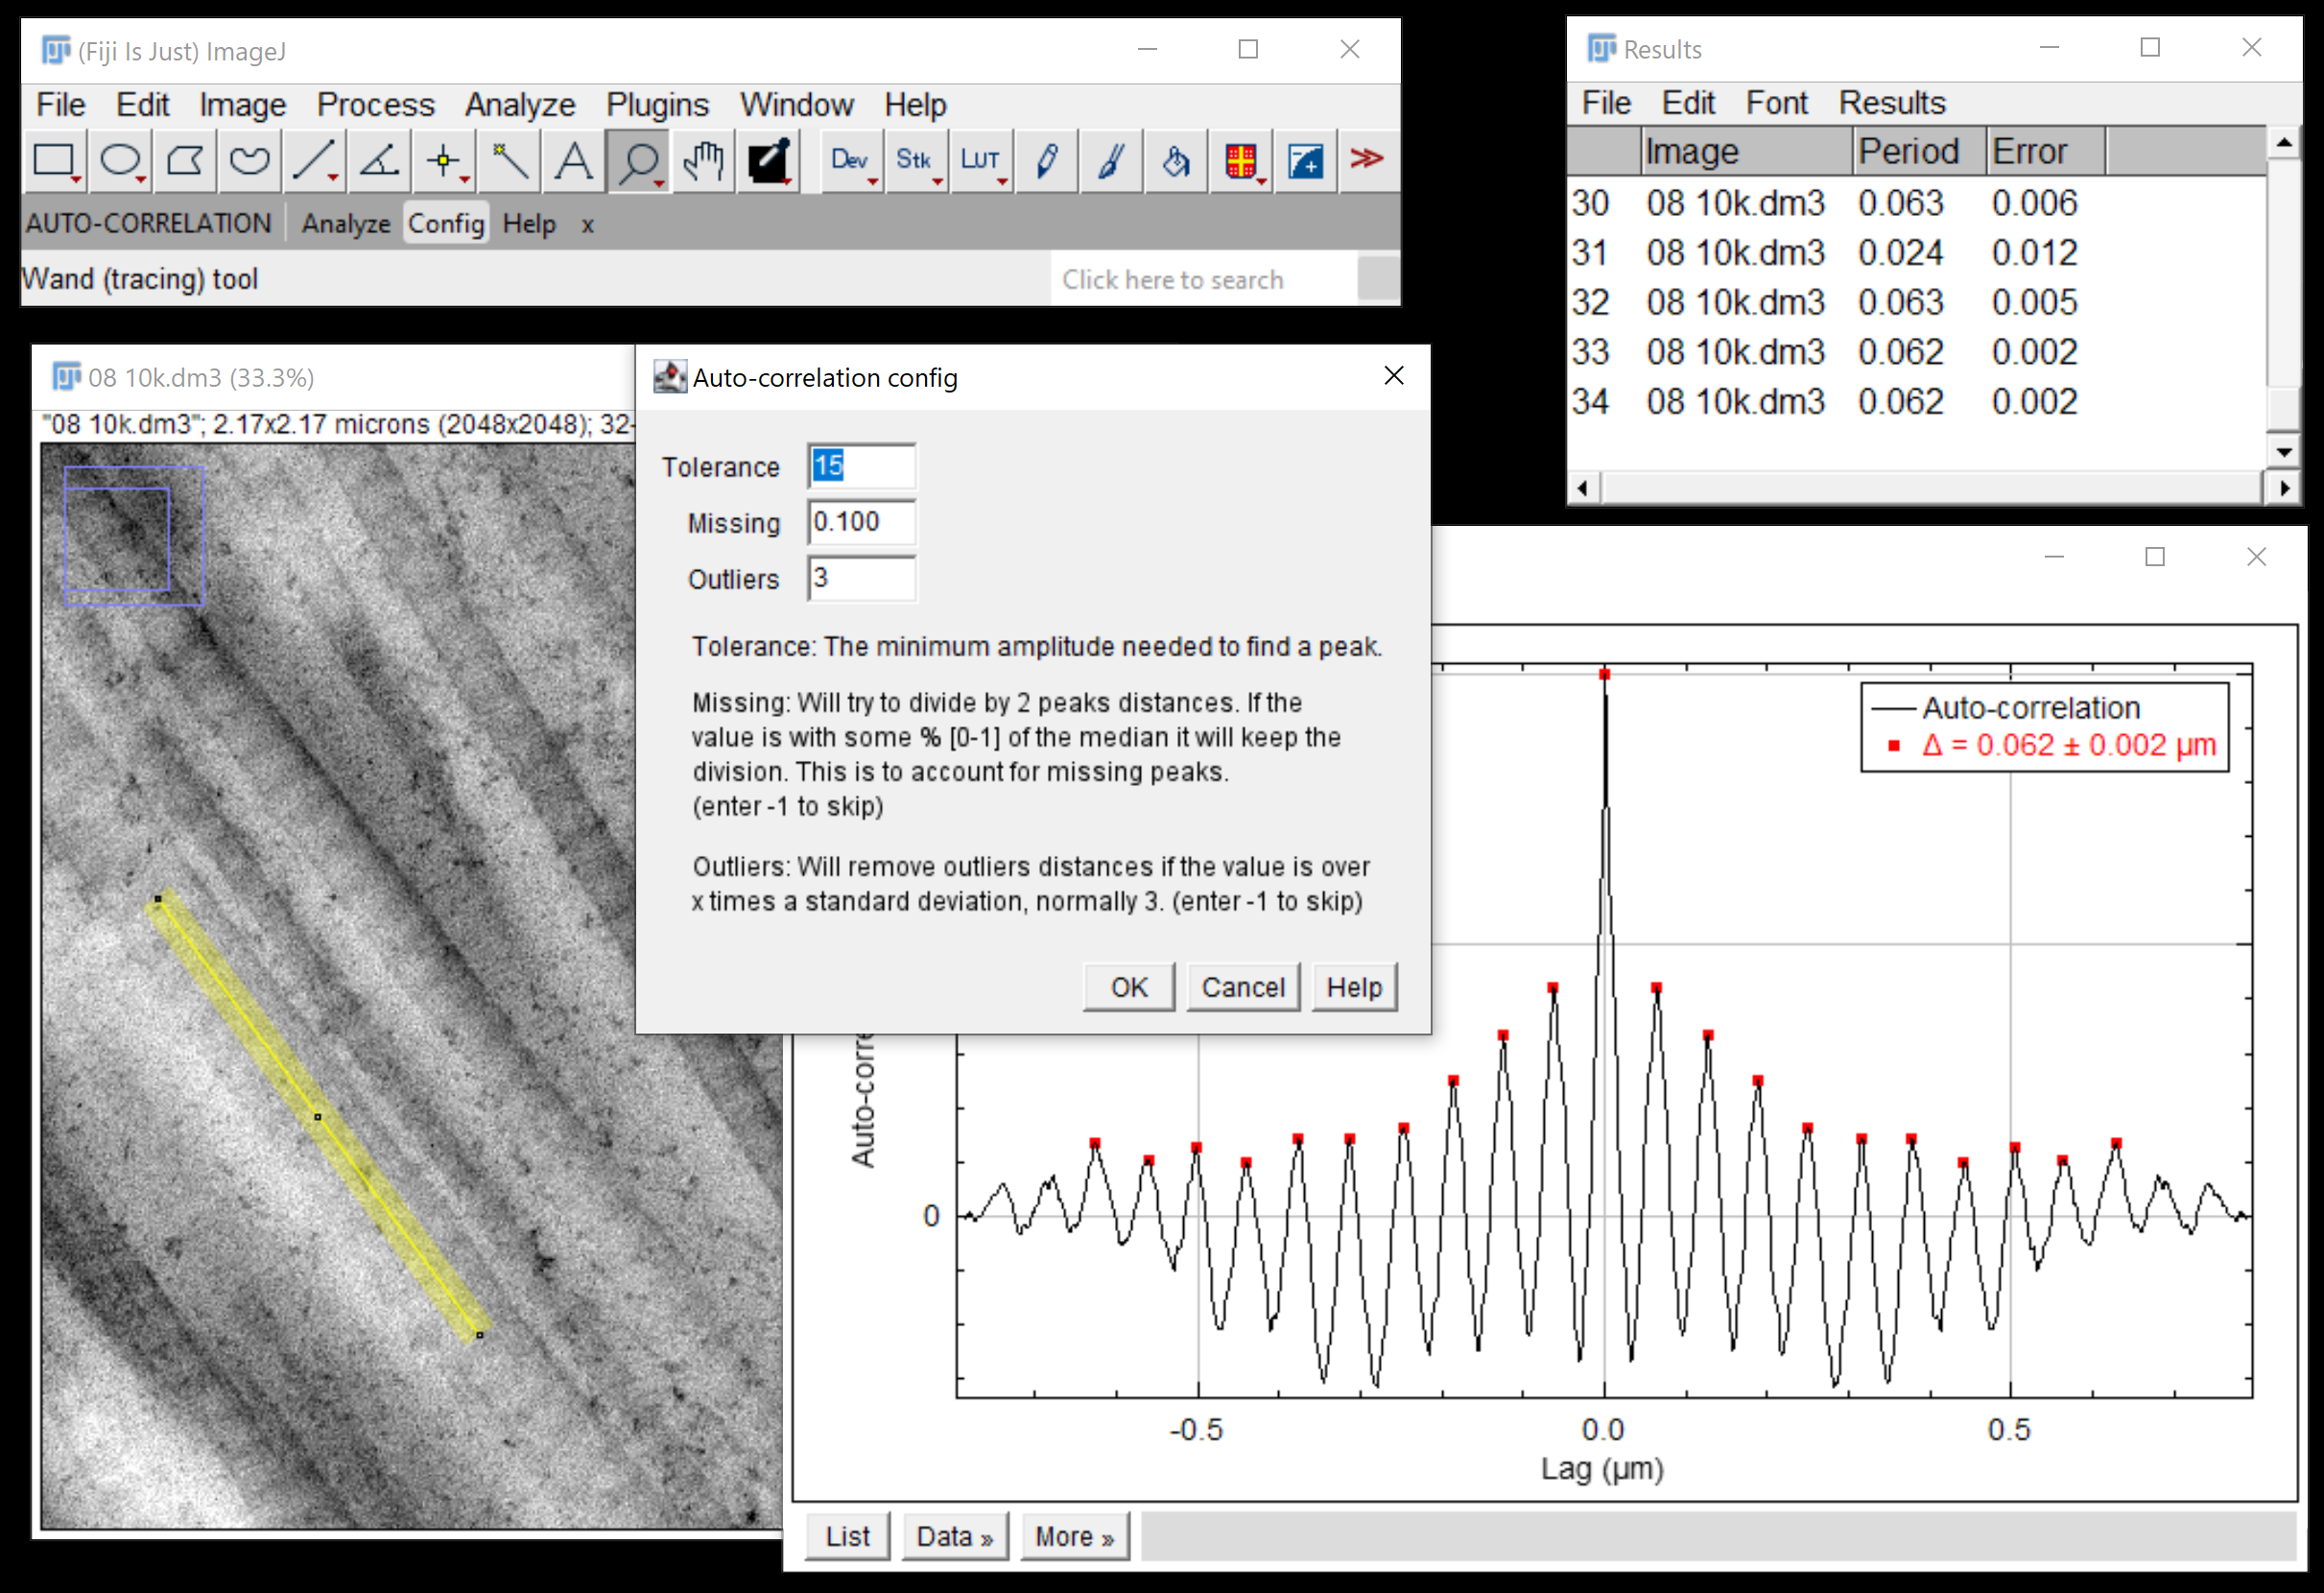 (Fiji Is Just) ImageJ
File Edit Image Process Analyze Plugins Window Help
Dev Stk LUT
AUTO-CORRELATION Analyze Config Help x
Wand (tracing) tool
Click here to search
Results
File Edit Font Results
Image Period Error
30 08 10k.dm3 0.063 0.006
31 08 10k.dm3 0.024 0.012
32 08 10k.dm3 0.063 0.005
33 08 10k.dm3 0.062 0.002
34 08 10k.dm3 0.062 0.002
08 10k.dm3 (33.3%)
"08 10k.dm3"; 2.17x2.17 microns (2048x2048); 32-
Auto-correlation config
Tolerance 15
Missing 0.100
Outliers 3
Tolerance: The minimum amplitude needed to find a peak.
Missing: Will try to divide by 2 peaks distances. If the
value is with some % [0-1] of the median it will keep the
division. This is to account for missing peaks.
(enter -1 to skip)
Outliers: Will remove outliers distances if the value is over
x times a standard deviation, normally 3. (enter -1 to skip)
OK Cancel Help
Auto-correlation
Δ = 0.062 ± 0.002 µm
Auto-corre
0
-0.5 0.0 0.5
Lag (µm)
List Data » More »